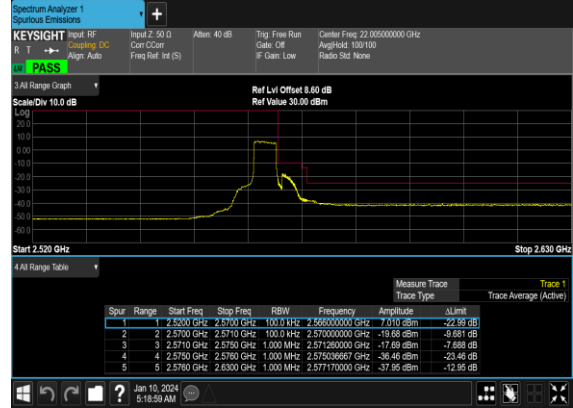 Spectrum Analyzer 1
Spurious Emissions
KEYSIGHT
R T
LU PASS
Input: RF
Coupling: DC
Align: Auto
Input Z: 50 Ω
Corr CCorr
Freq Ref: Int (S)
Atten: 40 dB
Trig: Free Run
Gate: Off
IF Gain: Low
Center Freq: 22.005000000 GHz
Avg|Hold: 100/100
Radio Std: None
3 All Range Graph
Scale/Div 10.0 dB
Ref Lvl Offset 8.60 dB
Ref Value 30.00 dBm
Log
20.0
10.0
0.00
-10.0
-20.0
-30.0
-40.0
-50.0
-60.0
Start 2.520 GHz
Stop 2.630 GHz
4 All Range Table
Measure Trace Trace 1
Trace Type Trace Average (Active)
Spur Range Start Freq Stop Freq RBW Frequency Amplitude ΔLimit
1 1 2.5200 GHz 2.5700 GHz 100.0 kHz 2.566000000 GHz 7.010 dBm -22.99 dB
2 2 2.5700 GHz 2.5710 GHz 100.0 kHz 2.570000000 GHz -19.68 dBm -9.681 dB
3 3 2.5710 GHz 2.5750 GHz 1.000 MHz 2.571260000 GHz -17.69 dBm -7.688 dB
4 4 2.5750 GHz 2.5760 GHz 1.000 MHz 2.575036667 GHz -36.46 dBm -23.46 dB
5 5 2.5760 GHz 2.6300 GHz 1.000 MHz 2.577170000 GHz -37.95 dBm -12.95 dB
?
Jan 10, 2024
5:18:59 AM